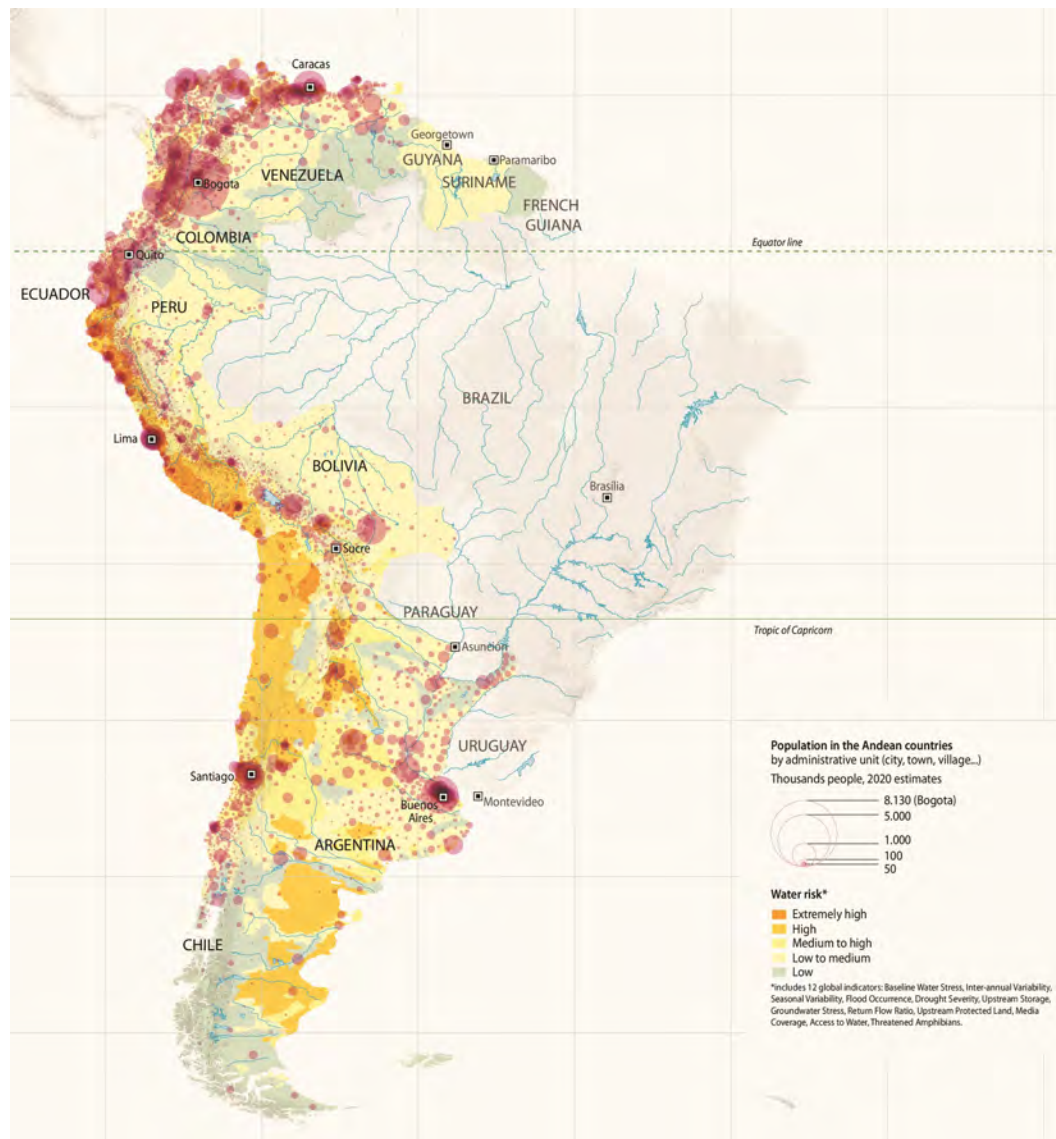 Caracas
Georgetown
GUYANA
Paramaribo
VENEZUELA
SURINAME
Bogota
FRENCH
GUIANA
COLOMBIA
Equator line
Quito
ECUADOR
PERU
BRAZIL
Lima
BOLIVIA
Brasília
Sucre
PARAGUAY
Tropic of Capricorn
Asuncion
URUGUAY
Santiago
Buenos
Aires
Montevideo
ARGENTINA
CHILE
Population in the Andean countries
by administrative unit (city, town, village...)
Thousands people, 2020 estimates
8.130 (Bogota)
5.000
1.000
100
50
Water risk*
Extremely high
High
Medium to high
Low to medium
Low
*includes 12 global indicators: Baseline Water Stress, Inter-annual Variability,
Seasonal Variability, Flood Occurrence, Drought Severity, Upstream Storage,
Groundwater Stress, Return Flow Ratio, Upstream Protected Land, Media
Coverage, Access to Water, Threatened Amphibians.